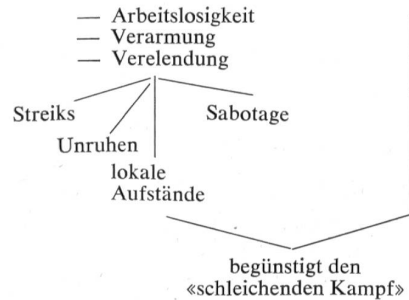 — Arbeitslosigkeit
— Verarmung
— Verelendung
Streiks
Sabotage
Unruhen
lokale
Aufstände
begünstigt den
«schleichenden Kampf»